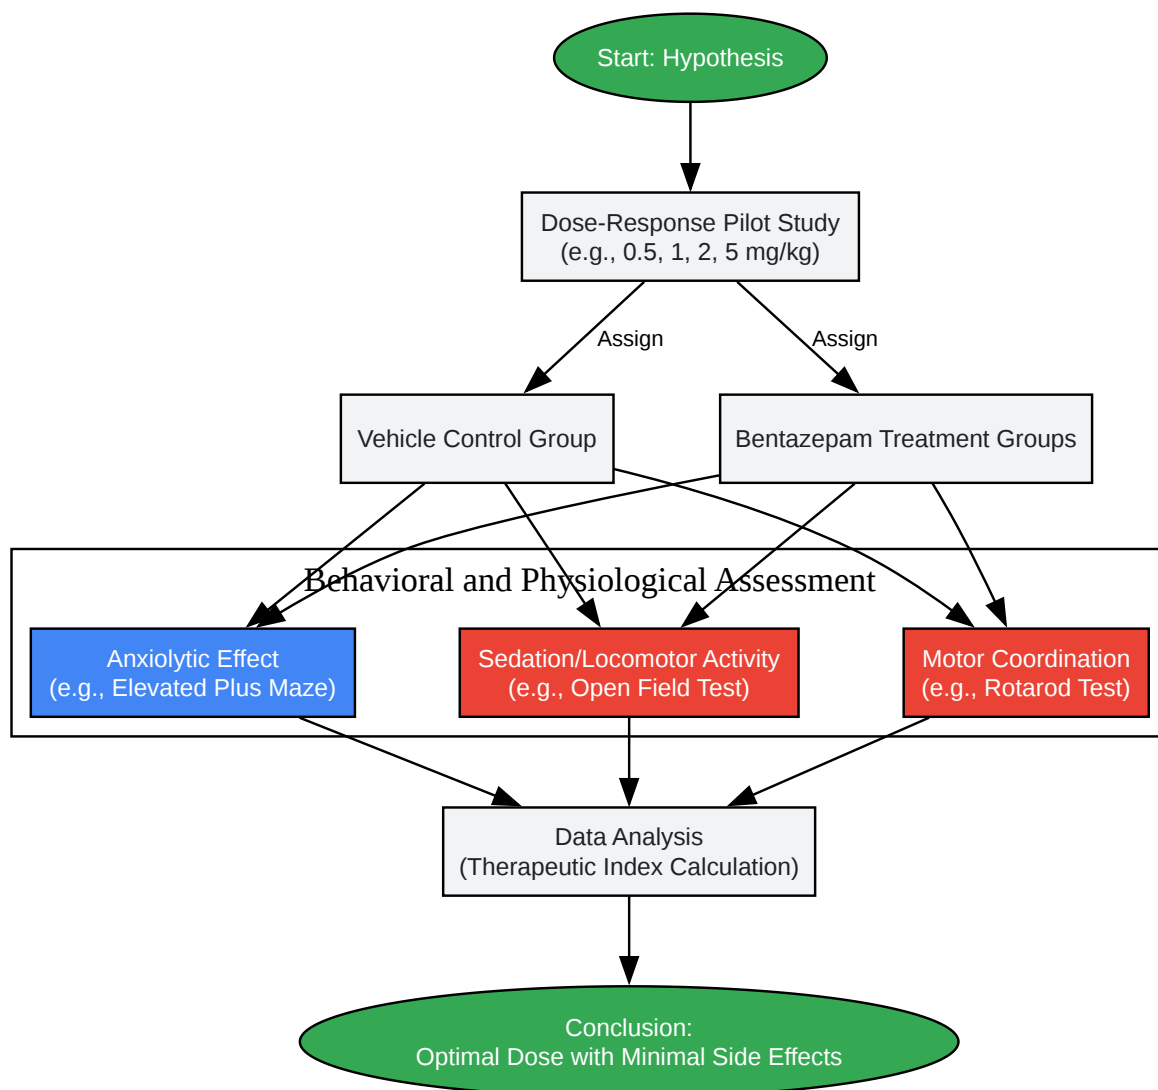 Start: Hypothesis
Dose-Response Pilot Study
(e.g., 0.5, 1, 2, 5 mg/kg)
Assign
Assign
Vehicle Control Group
Bentazepam Treatment Groups
Behavioral and Physiological Assessment
Anxiolytic Effect
(e.g., Elevated Plus Maze)
Sedation/Locomotor Activity
(e.g., Open Field Test)
Motor Coordination
(e.g., Rotarod Test)
Data Analysis
(Therapeutic Index Calculation)
Conclusion:
Optimal Dose with Minimal Side Effects